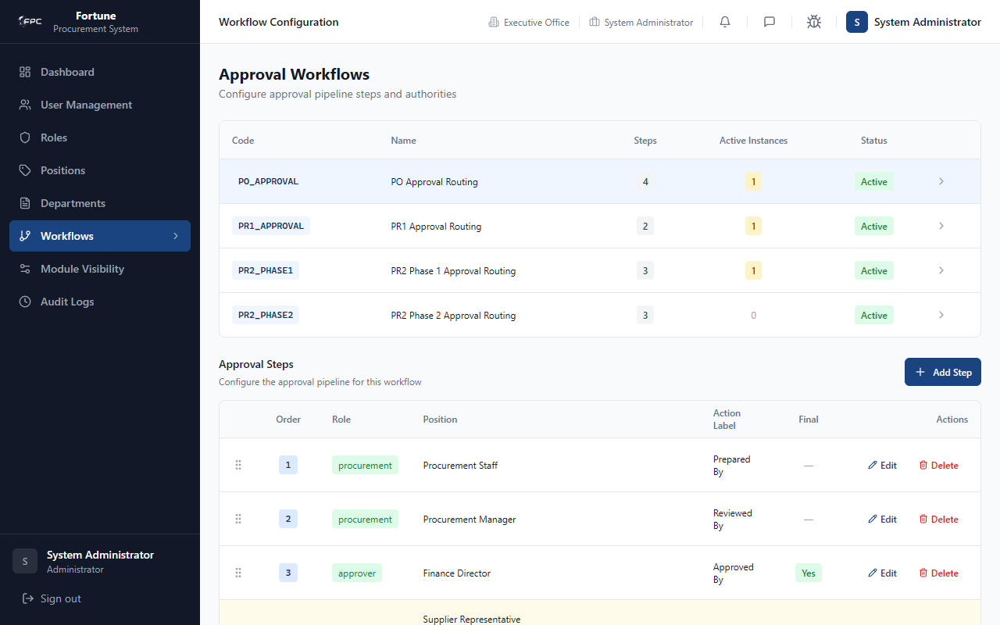 FPC
Fortune
Procurement System
Dashboard
User Management
Roles
Positions
Departments
Workflows
Module Visibility
Audit Logs
S
System Administrator
Administrator
Sign out
Workflow Configuration
Executive Office
System Administrator
S
System Administrator
Approval Workflows
Configure approval pipeline steps and authorities
Code Name Steps Active Instances Status
PO_APPROVAL PO Approval Routing 4 1 Active
PR1_APPROVAL PR1 Approval Routing 2 1 Active
PR2_PHASE1 PR2 Phase 1 Approval Routing 3 1 Active
PR2_PHASE2 PR2 Phase 2 Approval Routing 3 0 Active
Approval Steps
Configure the approval pipeline for this workflow
Add Step
Order Role Position Action Label Final Actions
1 procurement Procurement Staff Prepared By — Edit Delete
2 procurement Procurement Manager Reviewed By — Edit Delete
3 approver Finance Director Approved By Yes Edit Delete
Supplier Representative